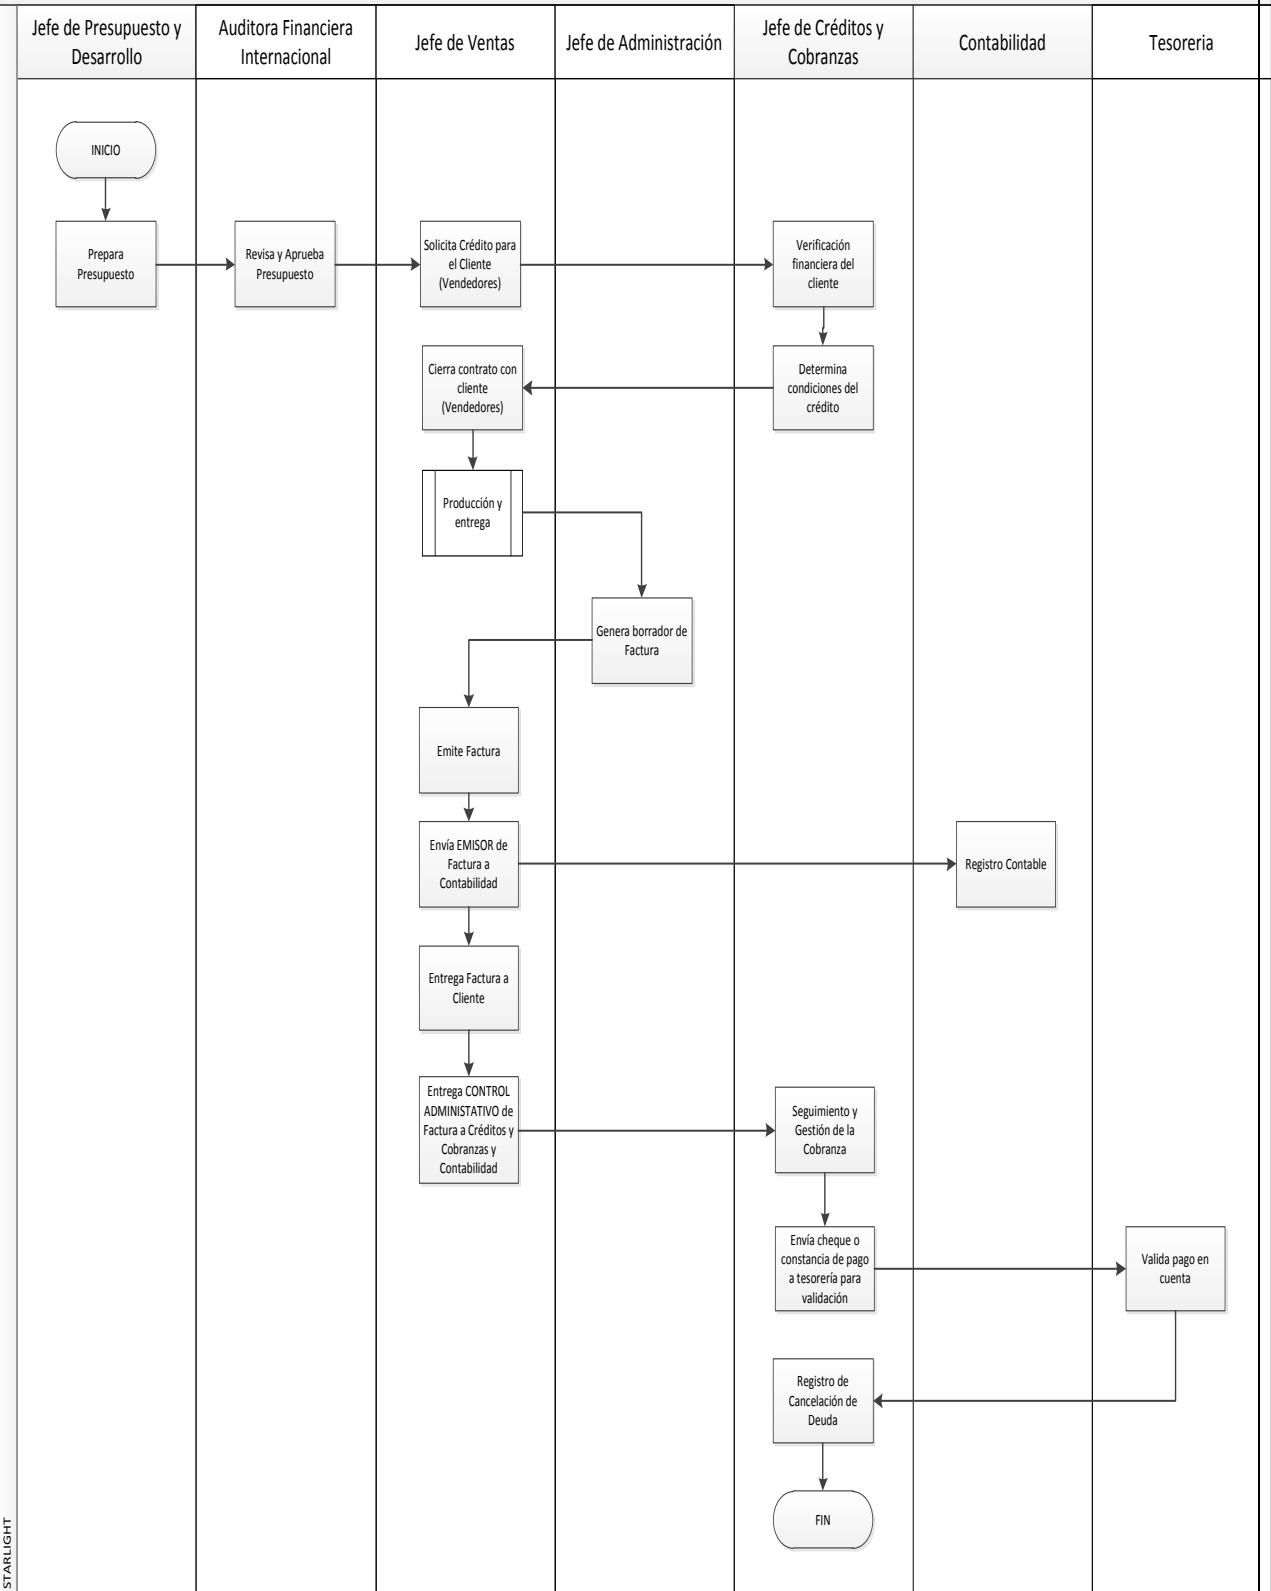 Jefe de Presupuesto y
Desarrollo
Auditora Financiera
Internacional
Jefe de Ventas
Jefe de Administración
Jefe de Créditos y
Cobranzas
Contabilidad
Tesoreria
INICIO
Prepara
Presupuesto
Revisa y Aprueba
Presupuesto
Solicita Crédito para
el Cliente
(Vendedores)
Verificación
financiera del
cliente
Cierra contrato con
cliente
(Vendedores)
Determina
condiciones del
crédito
Producción y
entrega
Genera borrador de
Factura
Emite Factura
Envía EMISOR de
Factura a
Contabilidad
Registro Contable
Entrega Factura a
Cliente
Entrega CONTROL
ADMINISTATIVO de
Factura a Créditos y
Cobranzas y
Contabilidad
Seguimiento y
Gestión de la
Cobranza
Envía cheque o
constancia de pago
a tesorería para
validación
Valida pago en
cuenta
Registro de
Cancelación de
Deuda
FIN
STARLIGHT